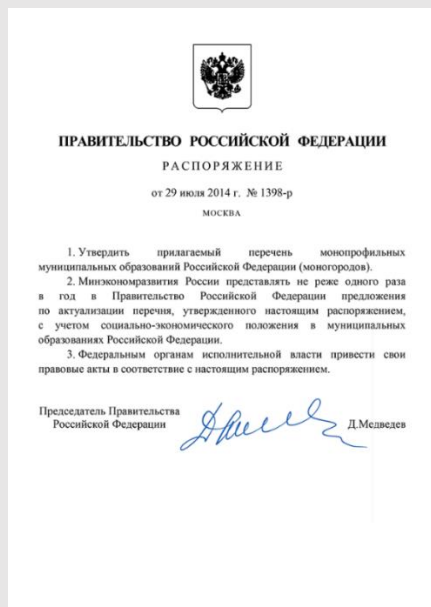 ПРАВИТЕЛЬСТВО РОССИЙСКОЙ ФЕДЕРАЦИИ
РАСПОРЯЖЕНИЕ
от 29 июля 2014 г. № 1398-р
МОСКВА
1. Утвердить прилагаемый перечень монопрофильных
муниципальных образований Российской Федерации (моногородов).
2. Минэкономразвития России представлять не реже одного раза
в год в Правительство Российской Федерации предложения
по актуализации перечня, утвержденного настоящим распоряжением,
с учетом социально-экономического положения в муниципальных
образованиях Российской Федерации.
3. Федеральным органам исполнительной власти привести свои
правовые акты в соответствие с настоящим распоряжением.
Председатель Правительства
Российской Федерации
Д.Медведев